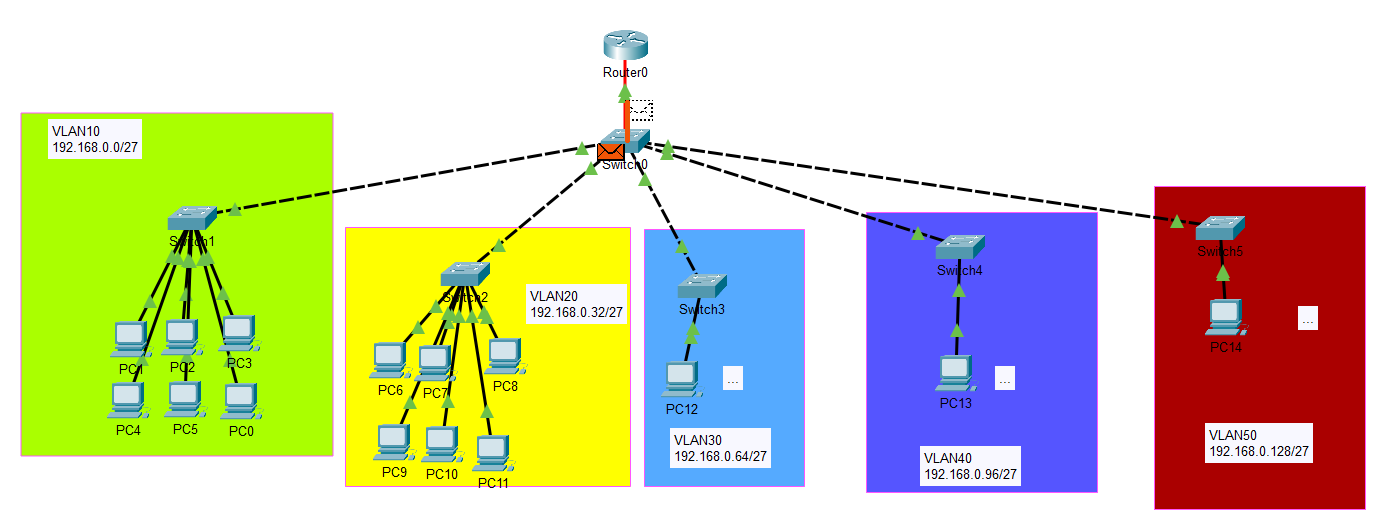 Router0
VLAN10
192.168.0.0/27
Switch0
Switch1
Switch2
VLAN20
192.168.0.32/27
Switch3
Switch4
Switch5
PC1
PC2
PC3
PC4
PC5
PC0
PC6
PC7
PC8
PC9
PC10
PC11
PC12
...
VLAN30
192.168.0.64/27
PC13
...
VLAN40
192.168.0.96/27
PC14
...
VLAN50
192.168.0.128/27